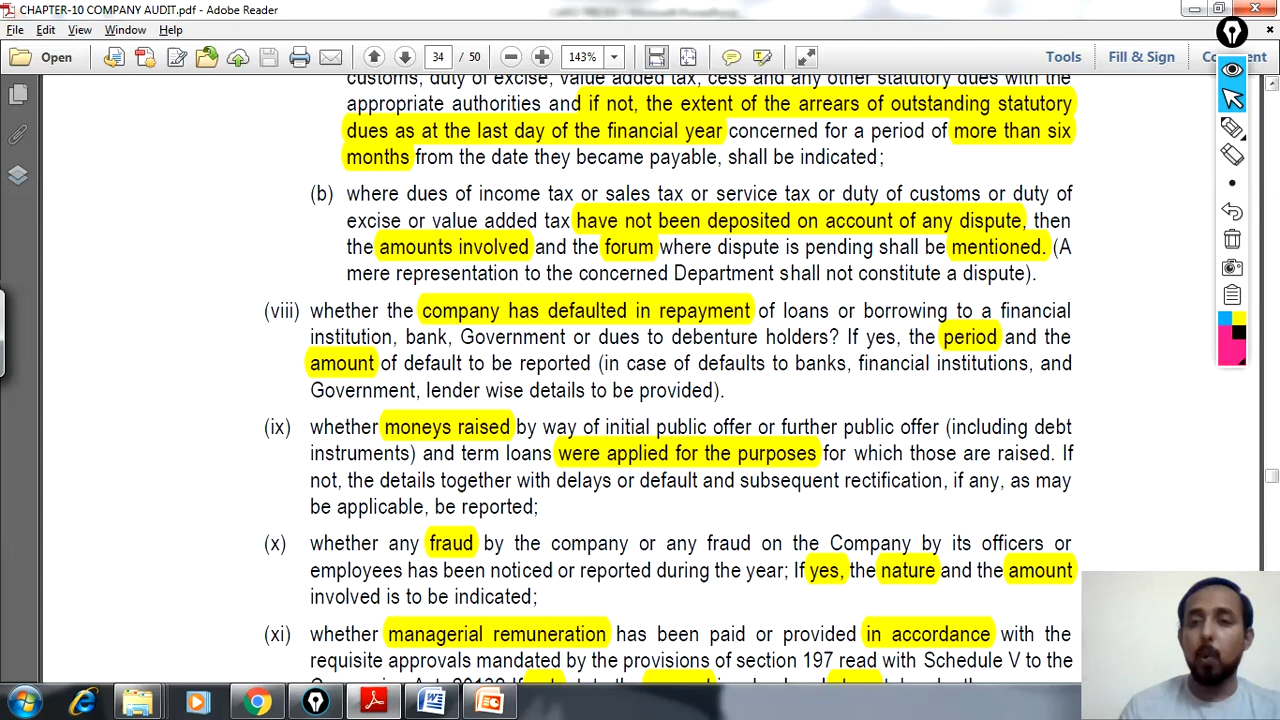 CHAPTER-10 COMPANY AUDIT.pdf - Adobe Reader
File Edit View Window Help
Open 34 / 50 143% Tools Fill & Sign
customs, duty of excise, value added tax, cess and any other statutory dues with the
appropriate authorities and if not, the extent of the arrears of outstanding statutory
dues as at the last day of the financial year concerned for a period of more than six
months from the date they became payable, shall be indicated;
(b) where dues of income tax or sales tax or service tax or duty of customs or duty of
excise or value added tax have not been deposited on account of any dispute, then
the amounts involved and the forum where dispute is pending shall be mentioned. (A
mere representation to the concerned Department shall not constitute a dispute).
(viii) whether the company has defaulted in repayment of loans or borrowing to a financial
institution, bank, Government or dues to debenture holders? If yes, the period and the
amount of default to be reported (in case of defaults to banks, financial institutions, and
Government, lender wise details to be provided).
(ix) whether moneys raised by way of initial public offer or further public offer (including debt
instruments) and term loans were applied for the purposes for which those are raised. If
not, the details together with delays or default and subsequent rectification, if any, as may
be applicable, be reported;
(x) whether any fraud by the company or any fraud on the Company by its officers or
employees has been noticed or reported during the year; If yes, the nature and the amount
involved is to be indicated;
(xi) whether managerial remuneration has been paid or provided in accordance with the
requisite approvals mandated by the provisions of section 197 read with Schedule V to the